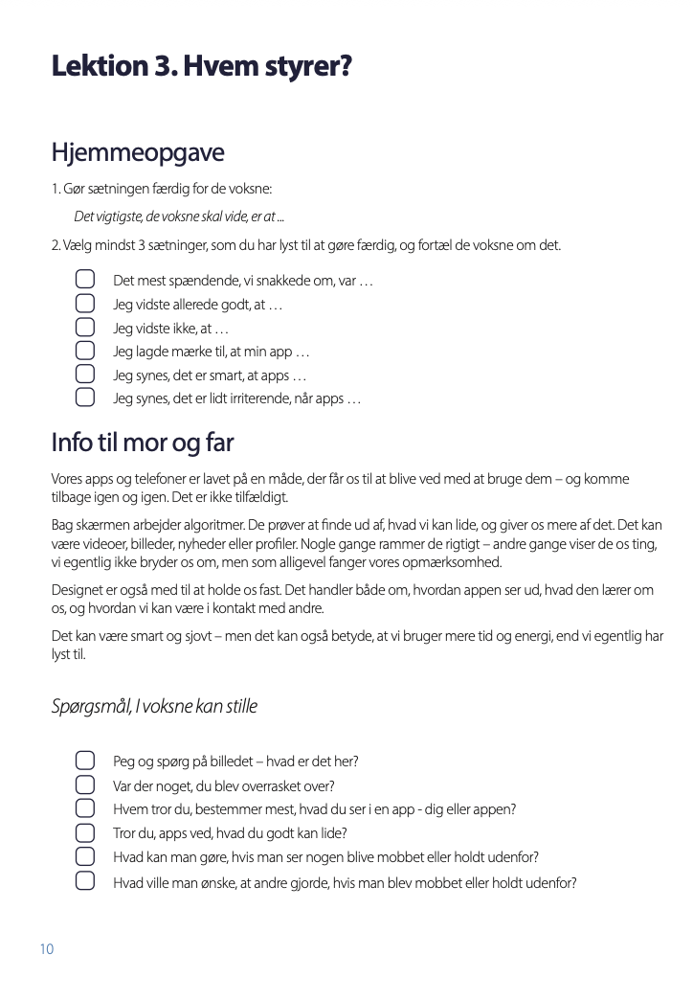 Lektion 3. Hvem styrer?
Hjemmeopgave
1. Gør sætningen færdig for de voksne:
Det vigtigste, de voksne skal vide, er at ...
2. Vælg mindst 3 sætninger, som du har lyst til at gøre færdig, og fortæl de voksne om det.
Det mest spændende, vi snakkede om, var …
Jeg vidste allerede godt, at …
Jeg vidste ikke, at …
Jeg lagde mærke til, at min app …
Jeg synes, det er smart, at apps …
Jeg synes, det er lidt irriterende, når apps …
Info til mor og far
Vores apps og telefoner er lavet på en måde, der får os til at blive ved med at bruge dem – og komme
tilbage igen og igen. Det er ikke tilfældigt.
Bag skærmen arbejder algoritmer. De prøver at finde ud af, hvad vi kan lide, og giver os mere af det. Det kan
være videoer, billeder, nyheder eller profiler. Nogle gange rammer de rigtigt – andre gange viser de os ting,
vi egentlig ikke bryder os om, men som alligevel fanger vores opmærksomhed.
Designet er også med til at holde os fast. Det handler både om, hvordan appen ser ud, hvad den lærer om
os, og hvordan vi kan være i kontakt med andre.
Det kan være smart og sjovt – men det kan også betyde, at vi bruger mere tid og energi, end vi egentlig har
lyst til.
Spørgsmål, I voksne kan stille
Peg og spørg på billedet – hvad er det her?
Var der noget, du blev overrasket over?
Hvem tror du, bestemmer mest, hvad du ser i en app - dig eller appen?
Tror du, apps ved, hvad du godt kan lide?
Hvad kan man gøre, hvis man ser nogen blive mobbet eller holdt udenfor?
Hvad ville man ønske, at andre gjorde, hvis man blev mobbet eller holdt udenfor?
10